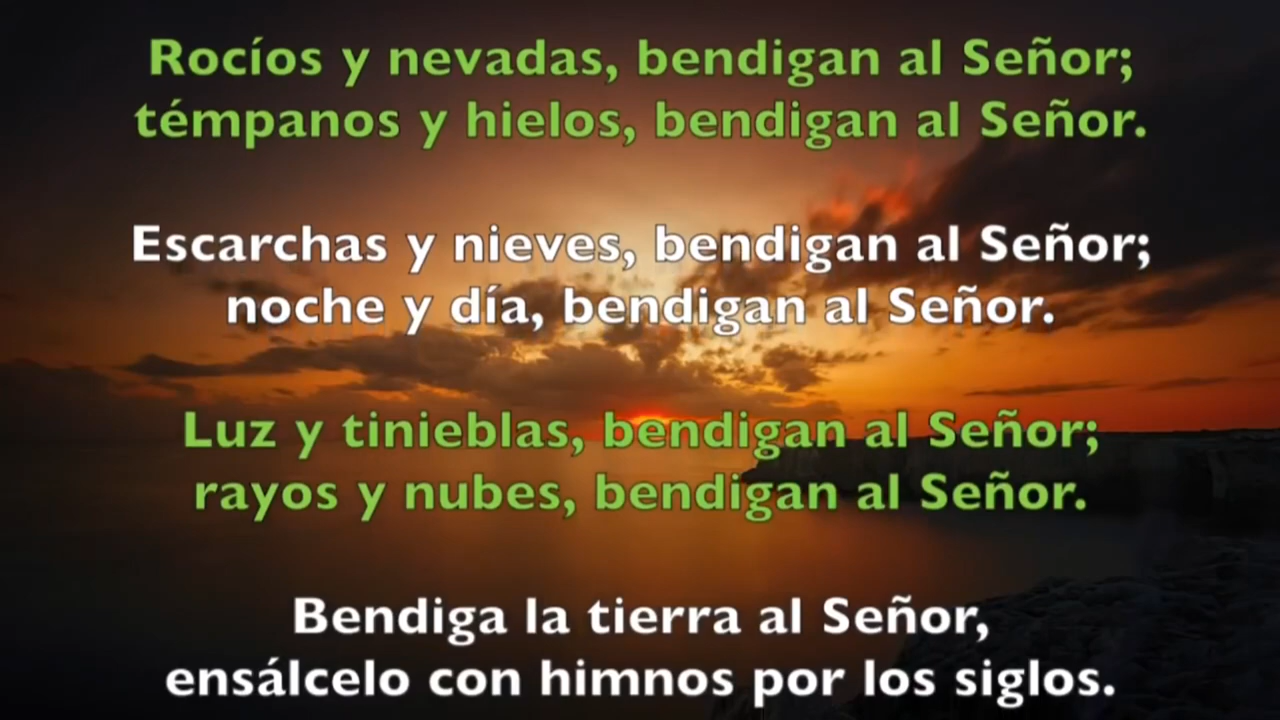 Rocíos y nevadas, bendigan al Señor;
témpanos y hielos, bendigan al Señor.
Escarchas y nieves, bendigan al Señor;
noche y día, bendigan al Señor.
Luz y tinieblas, bendigan al Señor;
rayos y nubes, bendigan al Señor.
Bendiga la tierra al Señor,
ensálcelo con himnos por los siglos.